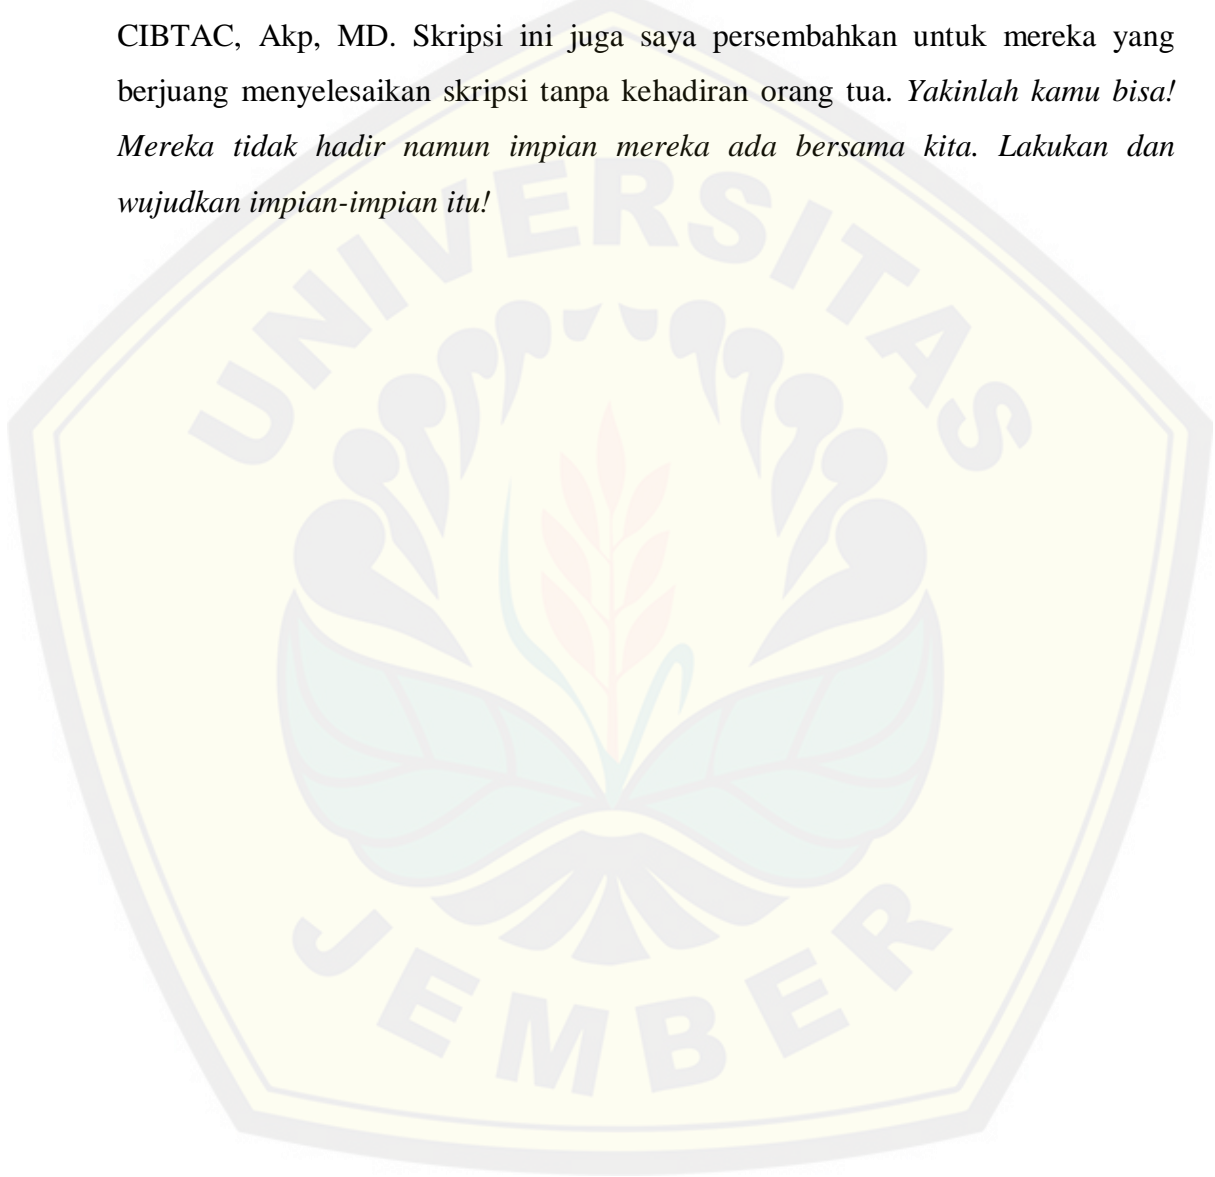 CIBTAC, Akp, MD. Skripsi ini juga saya persembahkan untuk mereka yang
berjuang menyelesaikan skripsi tanpa kehadiran orang tua. Yakinlah kamu bisa!
Mereka tidak hadir namun impian mereka ada bersama kita. Lakukan dan
wujudkan impian-impian itu!
UNIVERSITAS
JEMBER